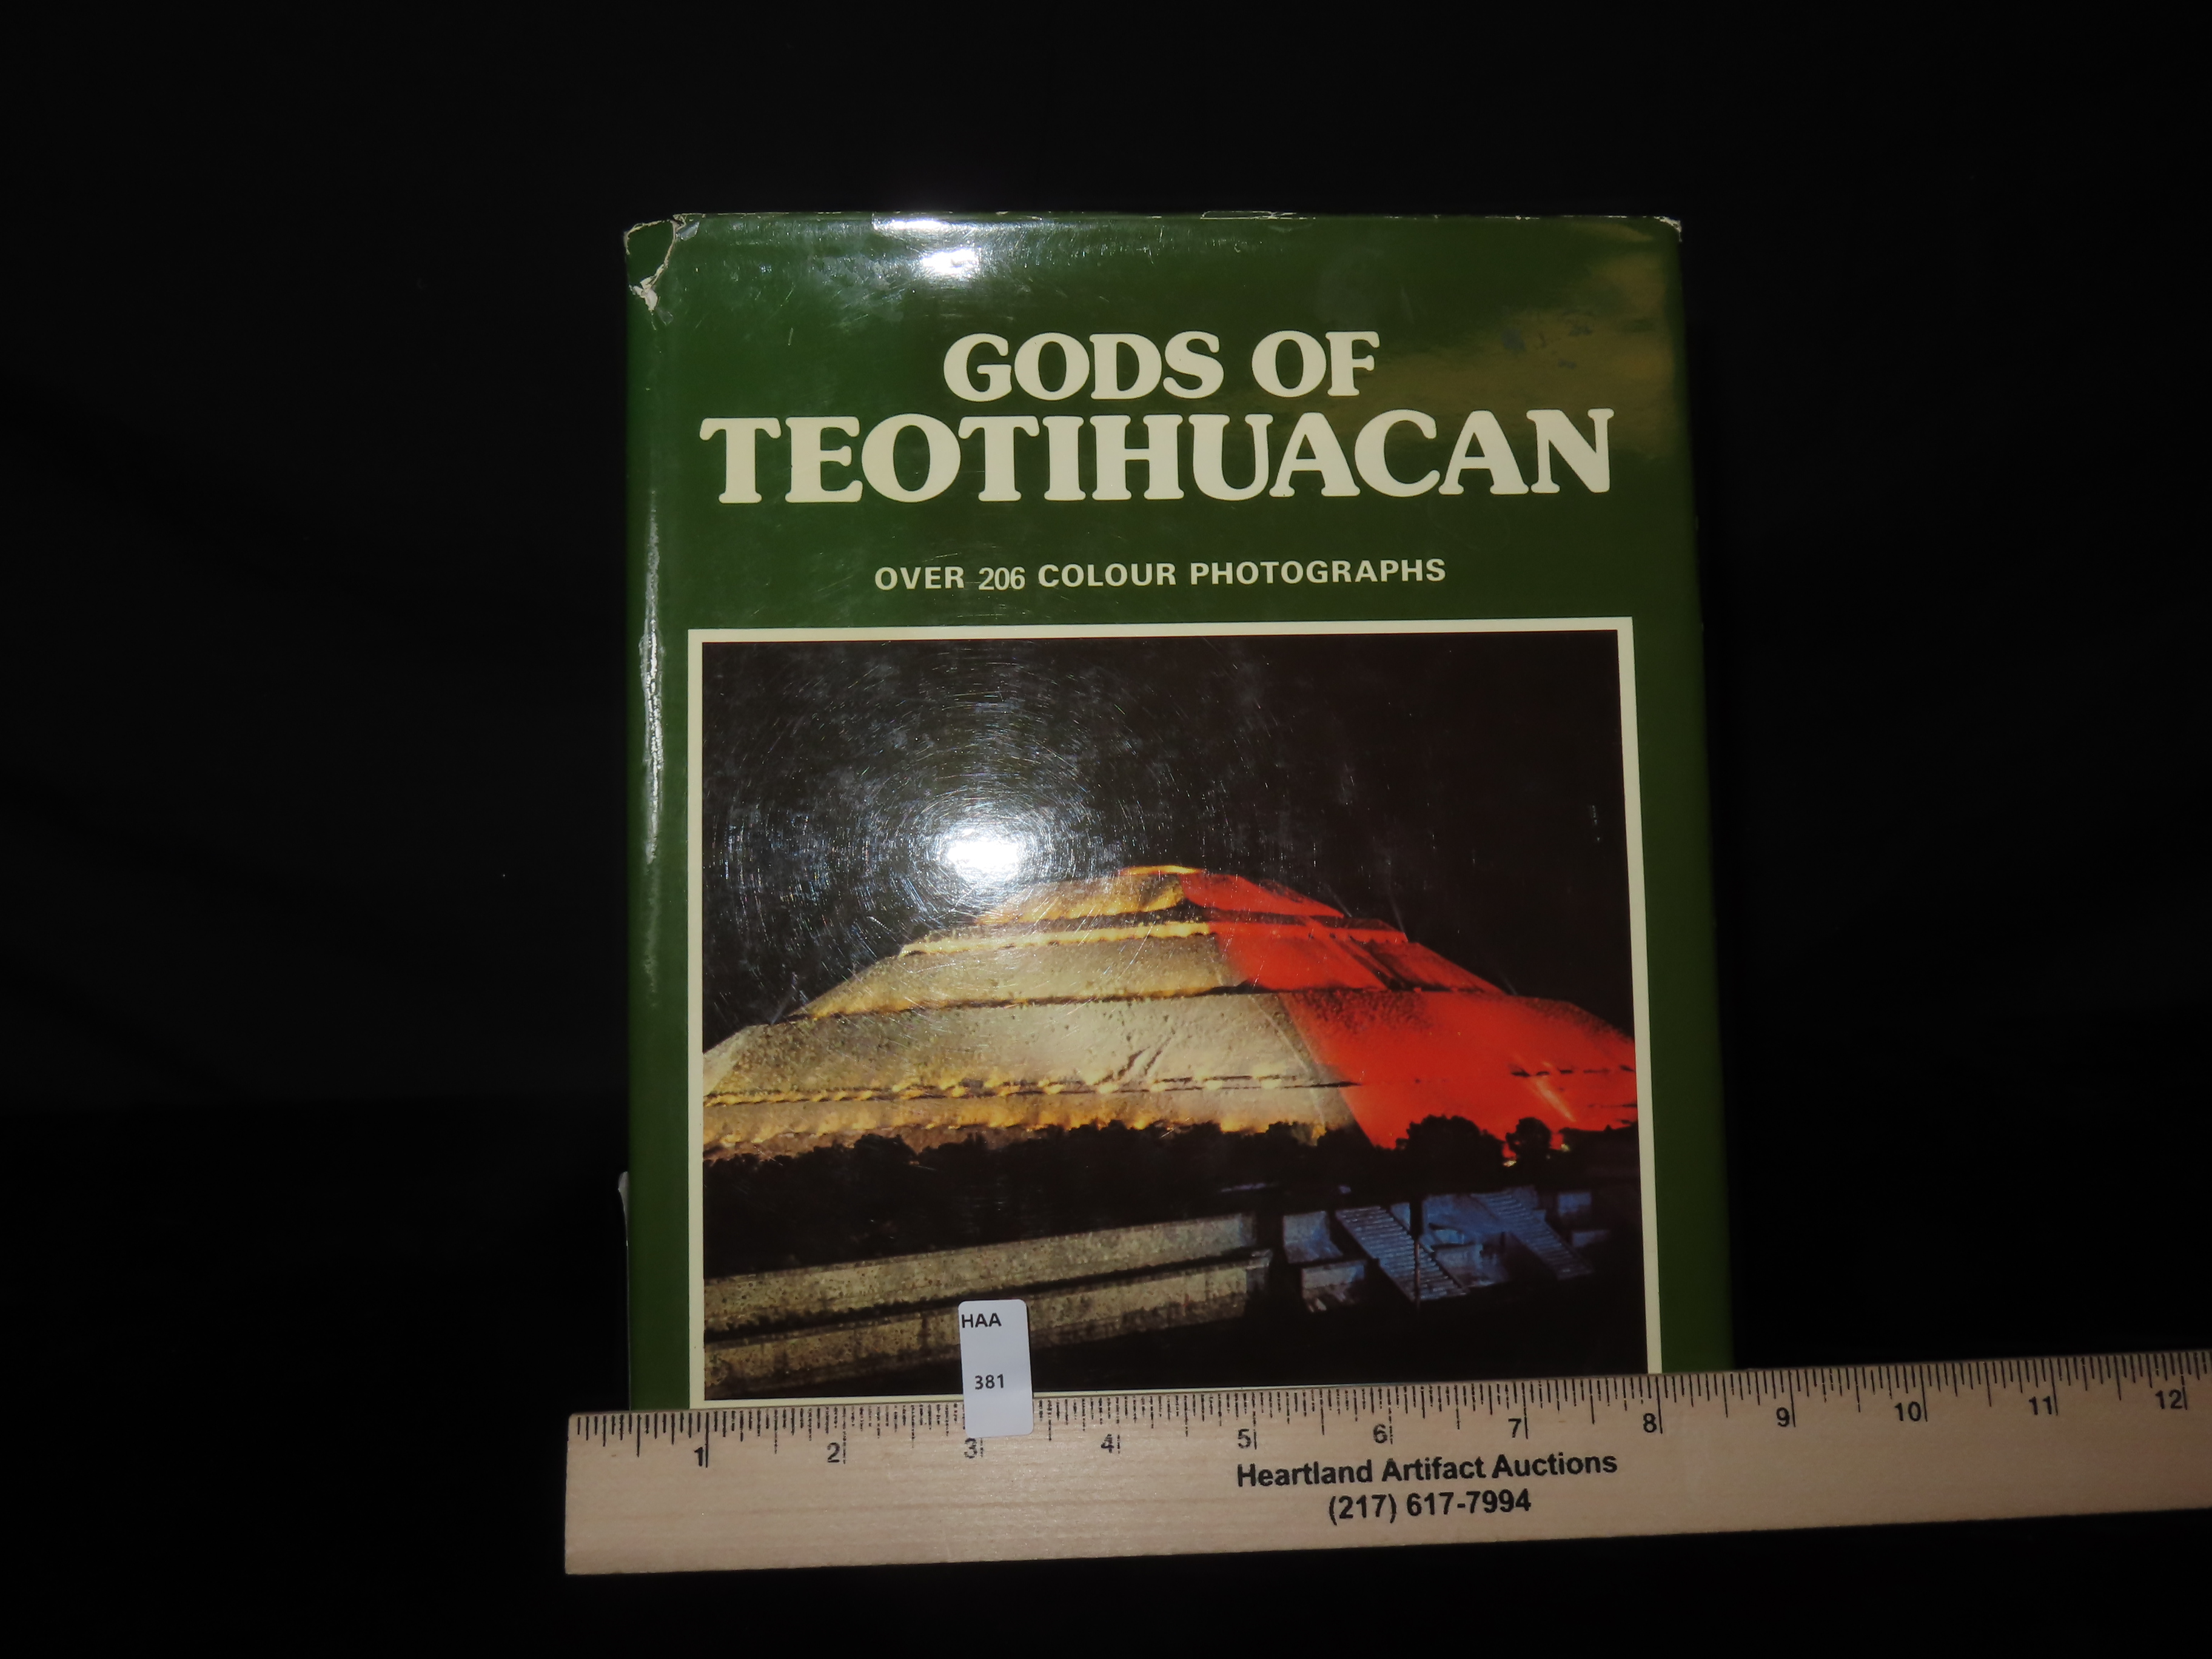 GODS OF
TEOTIHUACAN
OVER 206 COLOUR PHOTOGRAPHS
HAA
381
1 2 3 4 5 6 7 8 9 10 11 12
Heartland Artifact Auctions
(217) 617-7994